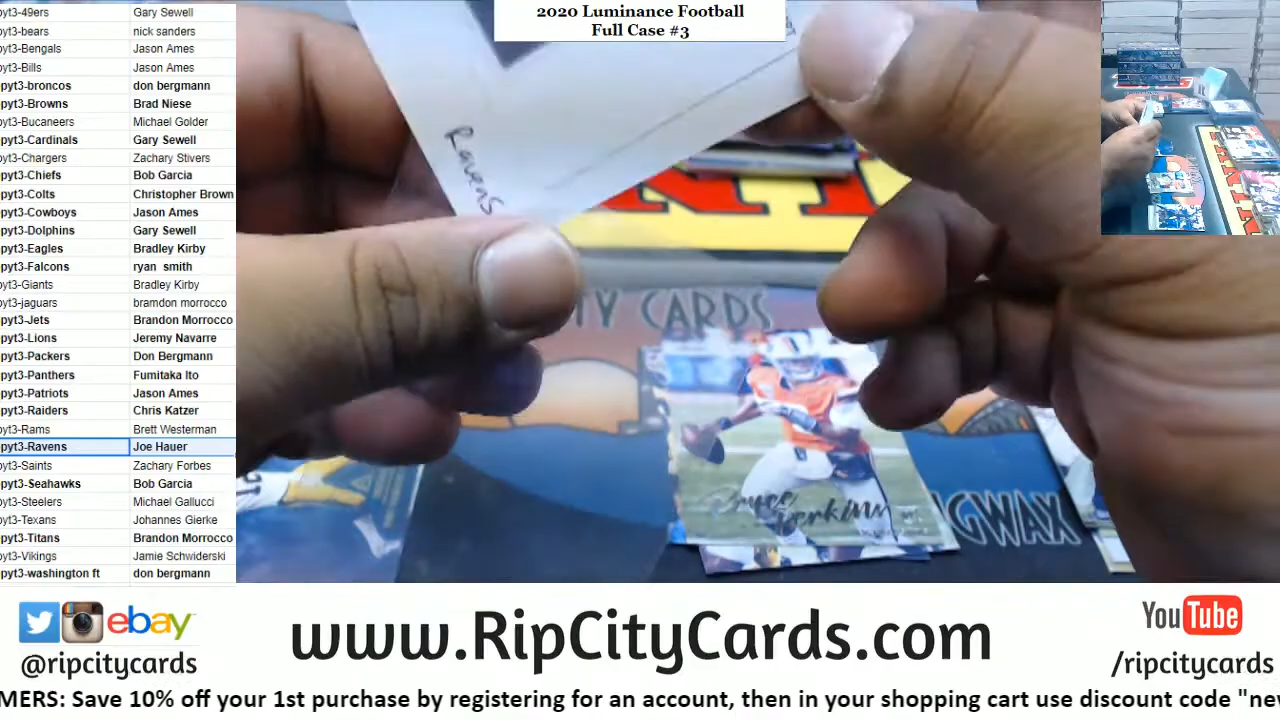 2020 Luminance Football
Full Case #3
pyt3-49ers Gary Sewell
pyt3-bears nick sanders
pyt3-Bengals Jason Ames
pyt3-Bills Jason Ames
pyt3-broncos don bergmann
pyt3-Browns Brad Niese
pyt3-Bucaneers Michael Golder
pyt3-Cardinals Gary Sewell
pyt3-Chargers Zachary Stivers
pyt3-Chiefs Bob Garcia
pyt3-Colts Christopher Brown
pyt3-Cowboys Jason Ames
pyt3-Dolphins Gary Sewell
pyt3-Eagles Bradley Kirby
pyt3-Falcons ryan smith
pyt3-Giants Bradley Kirby
pyt3-jaguars bramdon morrocco
pyt3-Jets Brandon Morrocco
pyt3-Lions Jeremy Navarre
pyt3-Packers Don Bergmann
pyt3-Panthers Fumitaka Ito
pyt3-Patriots Jason Ames
pyt3-Raiders Chris Katzer
pyt3-Rams Brett Westerman
pyt3-Ravens Joe Hauer
pyt3-Saints Zachary Forbes
pyt3-Seahawks Bob Garcia
pyt3-Steelers Michael Gallucci
pyt3-Texans Johannes Gierke
pyt3-Titans Brandon Morrocco
pyt3-Vikings Jamie Schwiderski
pyt3-washington ft don bergmann
Ravens
TY CARDS
Bryce Perkins
GWAX
ebay
@ripcitycards
www.RipCityCards.com
YouTube
/ripcitycards
MERS: Save 10% off your 1st purchase by registering for an account, then in your shopping cart use discount code "new